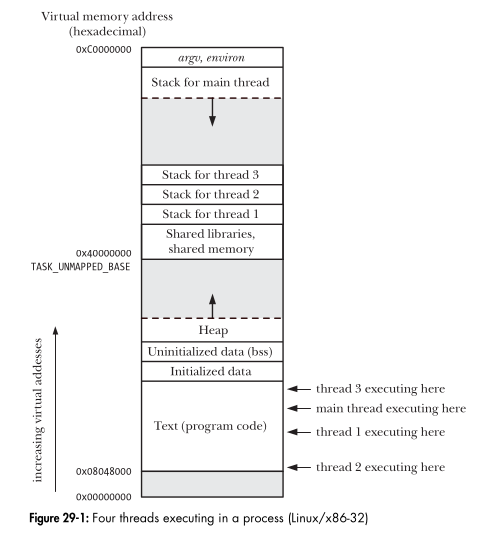 Virtual memory address
(hexadecimal)
0xC0000000
argv, environ
Stack for main thread
Stack for thread 3
Stack for thread 2
Stack for thread 1
Shared libraries,
shared memory
0x40000000
TASK_UNMAPPED_BASE
Heap
Uninitialized data (bss)
Initialized data
thread 3 executing here
main thread executing here
Text (program code)
thread 1 executing here
thread 2 executing here
increasing virtual addesses
0x08048000
0x00000000
Figure 29-1: Four threads executing in a process (Linux/x86-32)